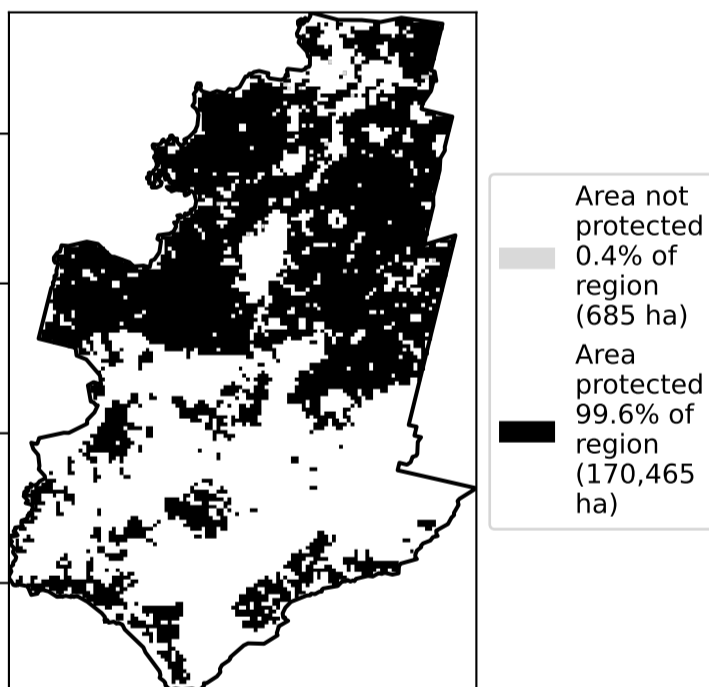 Area not
protected
0.4% of
region
(685 ha)
Area
protected
99.6% of
region
(170,465
ha)